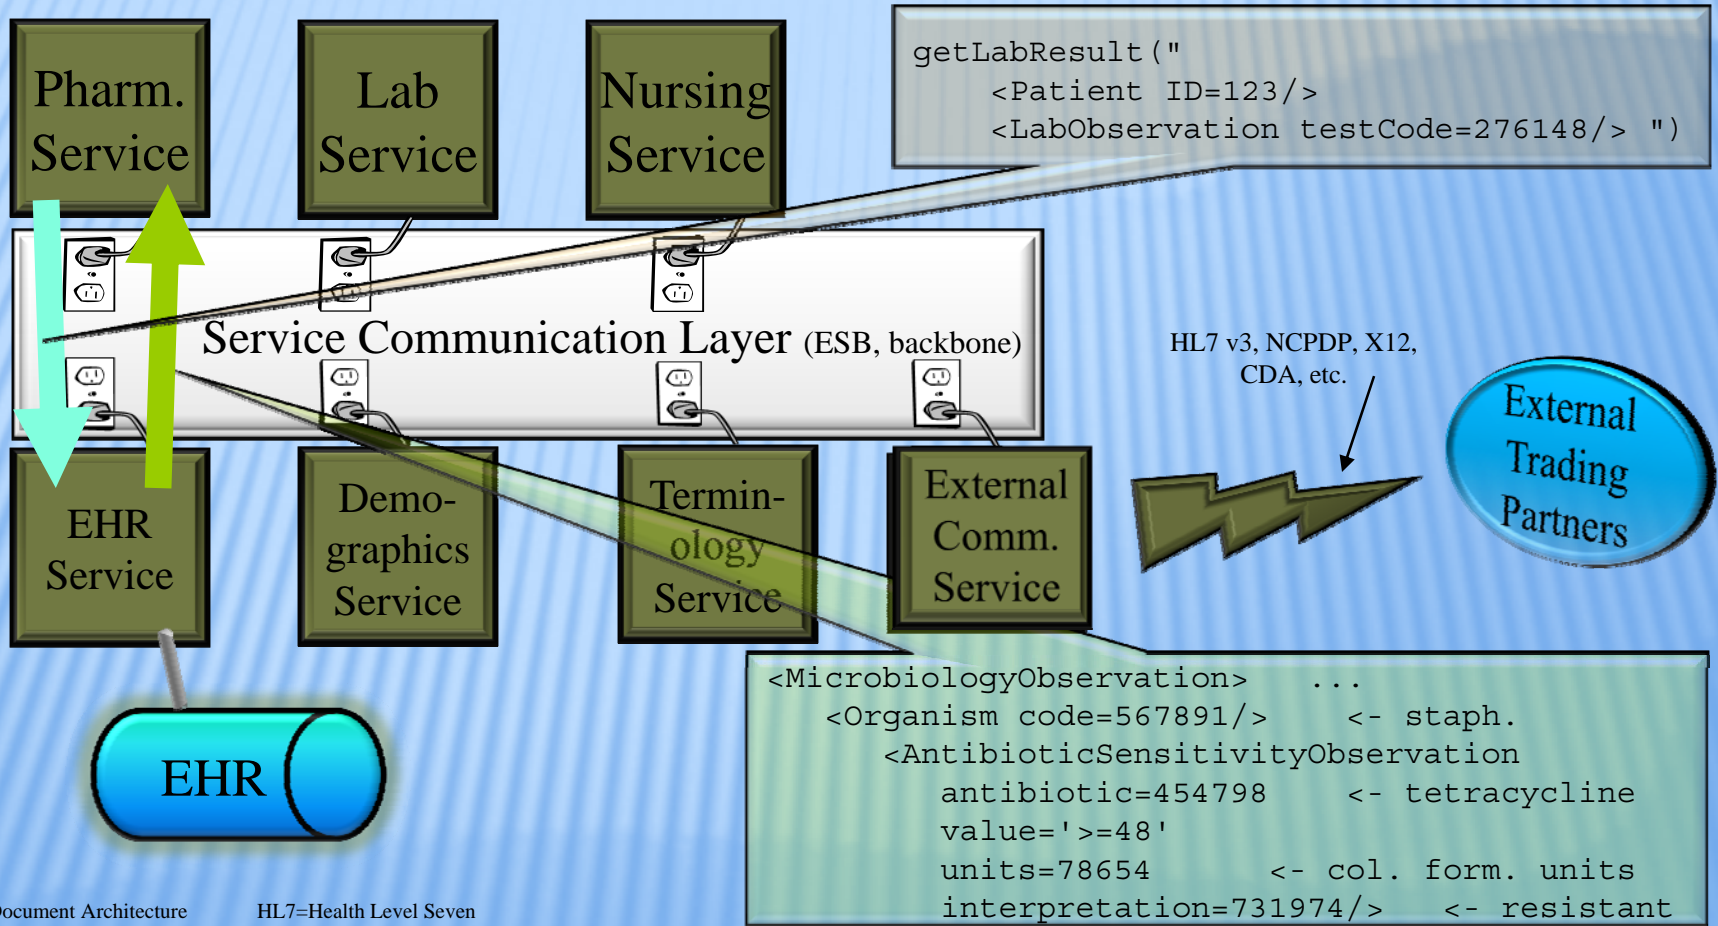 Pharm.
Service
Lab
Service
Nursing
Service
getLabResult("
<Patient ID=123/>
<LabObservation testCode=276148/> ")
Service Communication Layer (ESB, backbone)
HL7 v3, NCPDP, X12,
CDA, etc.
External
Trading
Partners
EHR
Service
Demo-
graphics
Service
Termin-
ology
Service
External
Comm.
Service
EHR
<MicrobiologyObservation> ...
<Organism code=567891/> <- staph.
<AntibioticSensitivityObservation
antibiotic=454798 <- tetracycline
value='>=48'
units=78654 <- col. form. units
interpretation=731974/> <- resistant
Document Architecture HL7=Health Level Seven